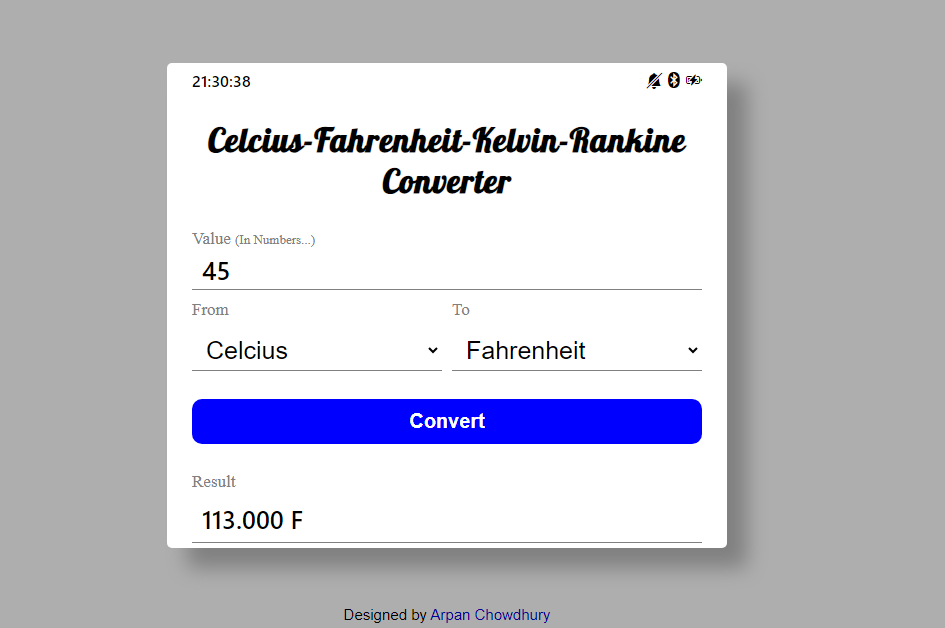 21:30:38
Celcius-Fahrenheit-Kelvin-Rankine
Converter
Value (In Numbers...)
45
From
To
Celcius
Fahrenheit
Convert
Result
113.000 F
Designed by Arpan Chowdhury